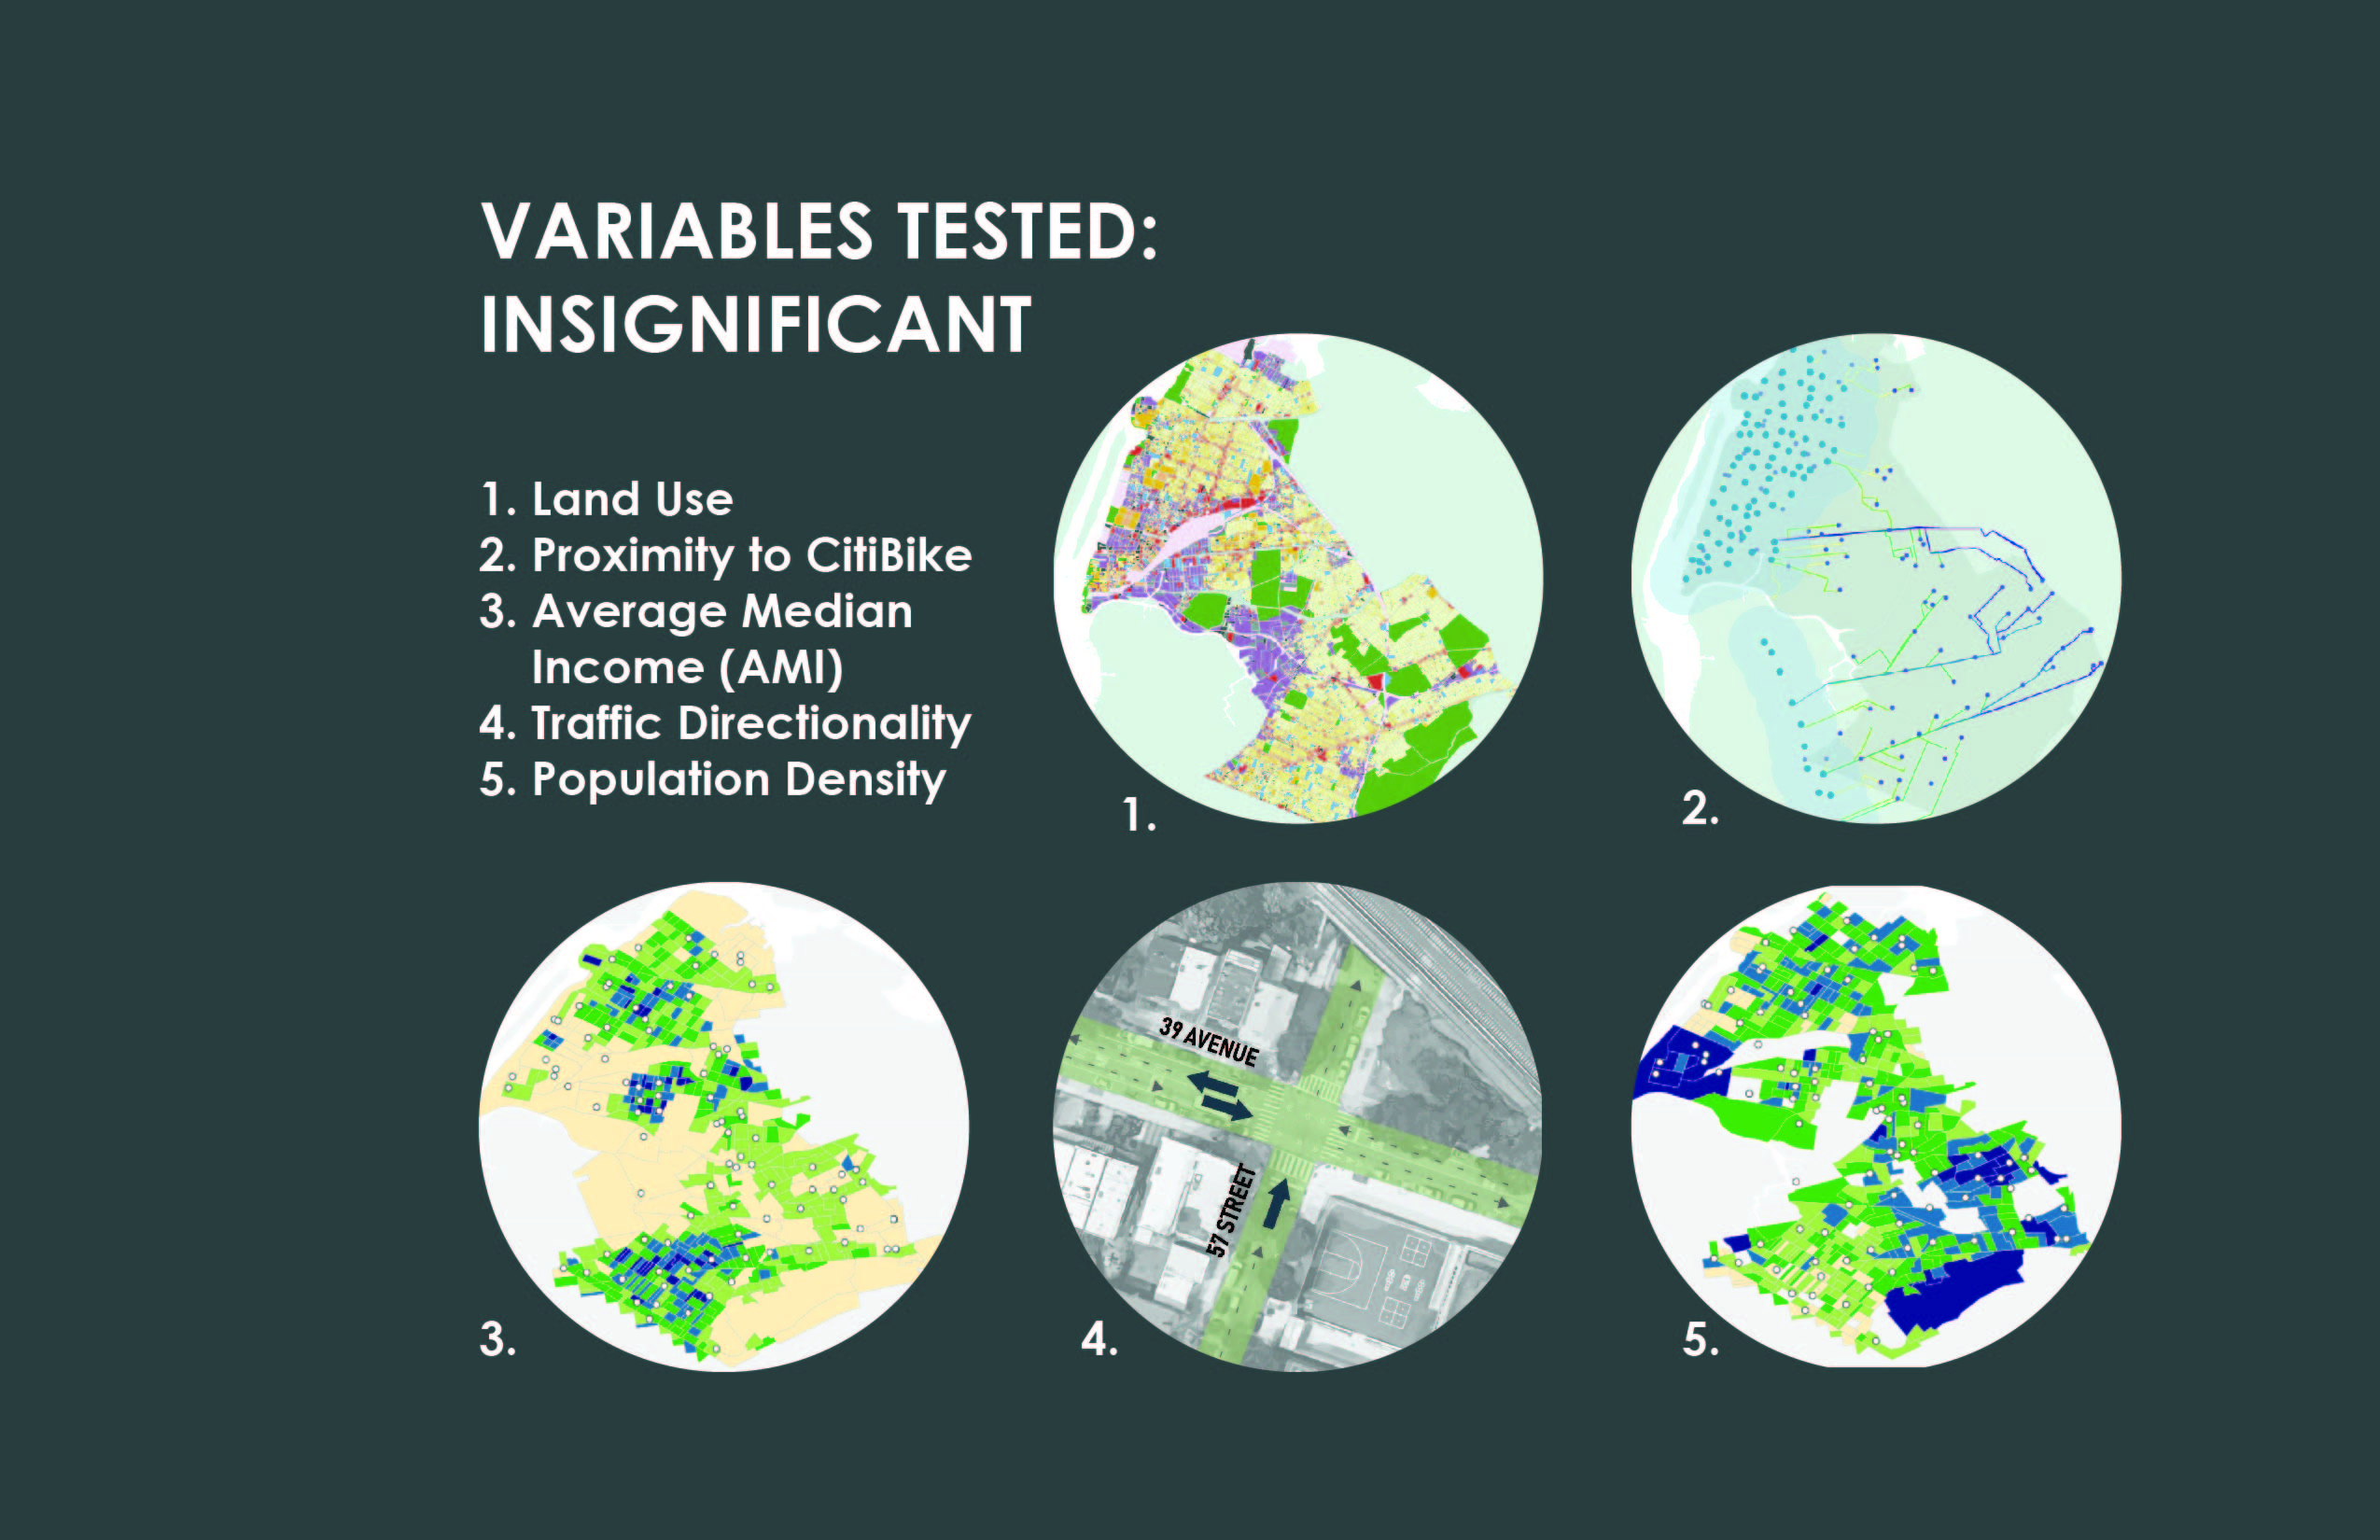 VARIABLES TESTED:
INSIGNIFICANT
1. Land Use
2. Proximity to CitiBike
3. Average Median
Income (AMI)
4. Traffic Directionality
5. Population Density
1.
2.
3.
39 AVENUE
57 STREET
4.
5.